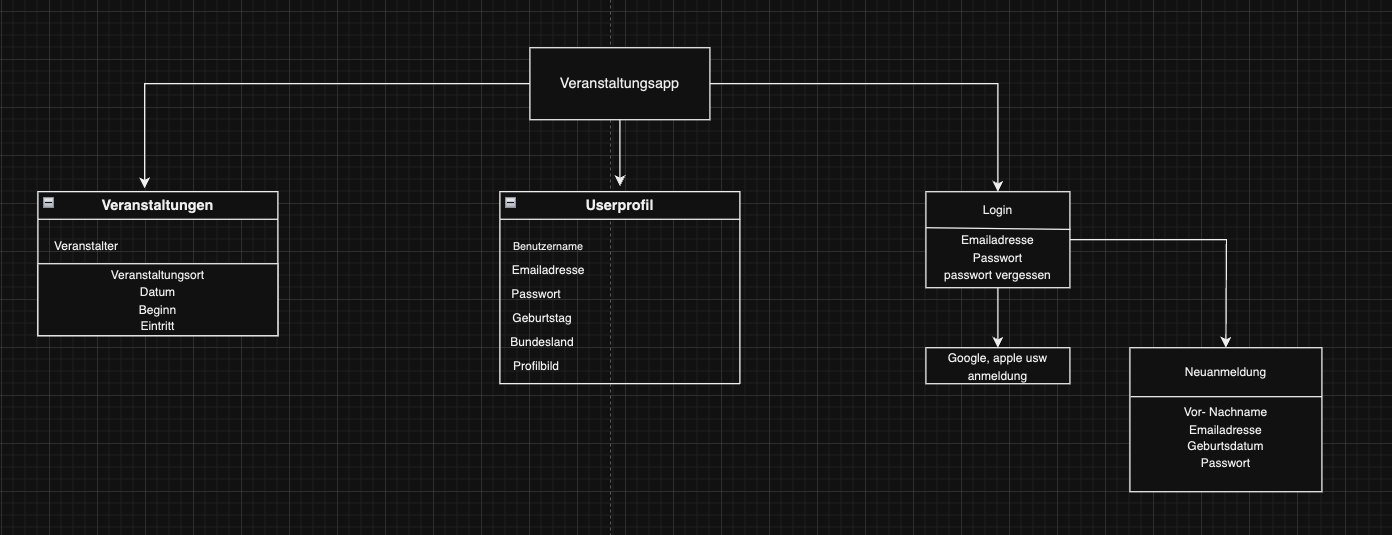 Veranstaltungsapp
Veranstaltungen
Veranstalter
Veranstaltungsort
Datum
Beginn
Eintritt
Userprofil
Benutzername
Emailadresse
Passwort
Geburtstag
Bundesland
Profilbild
Login
Emailadresse
Passwort
passwort vergessen
Google, apple usw
anmeldung
Neuanmeldung
Vor- Nachname
Emailadresse
Geburtsdatum
Passwort